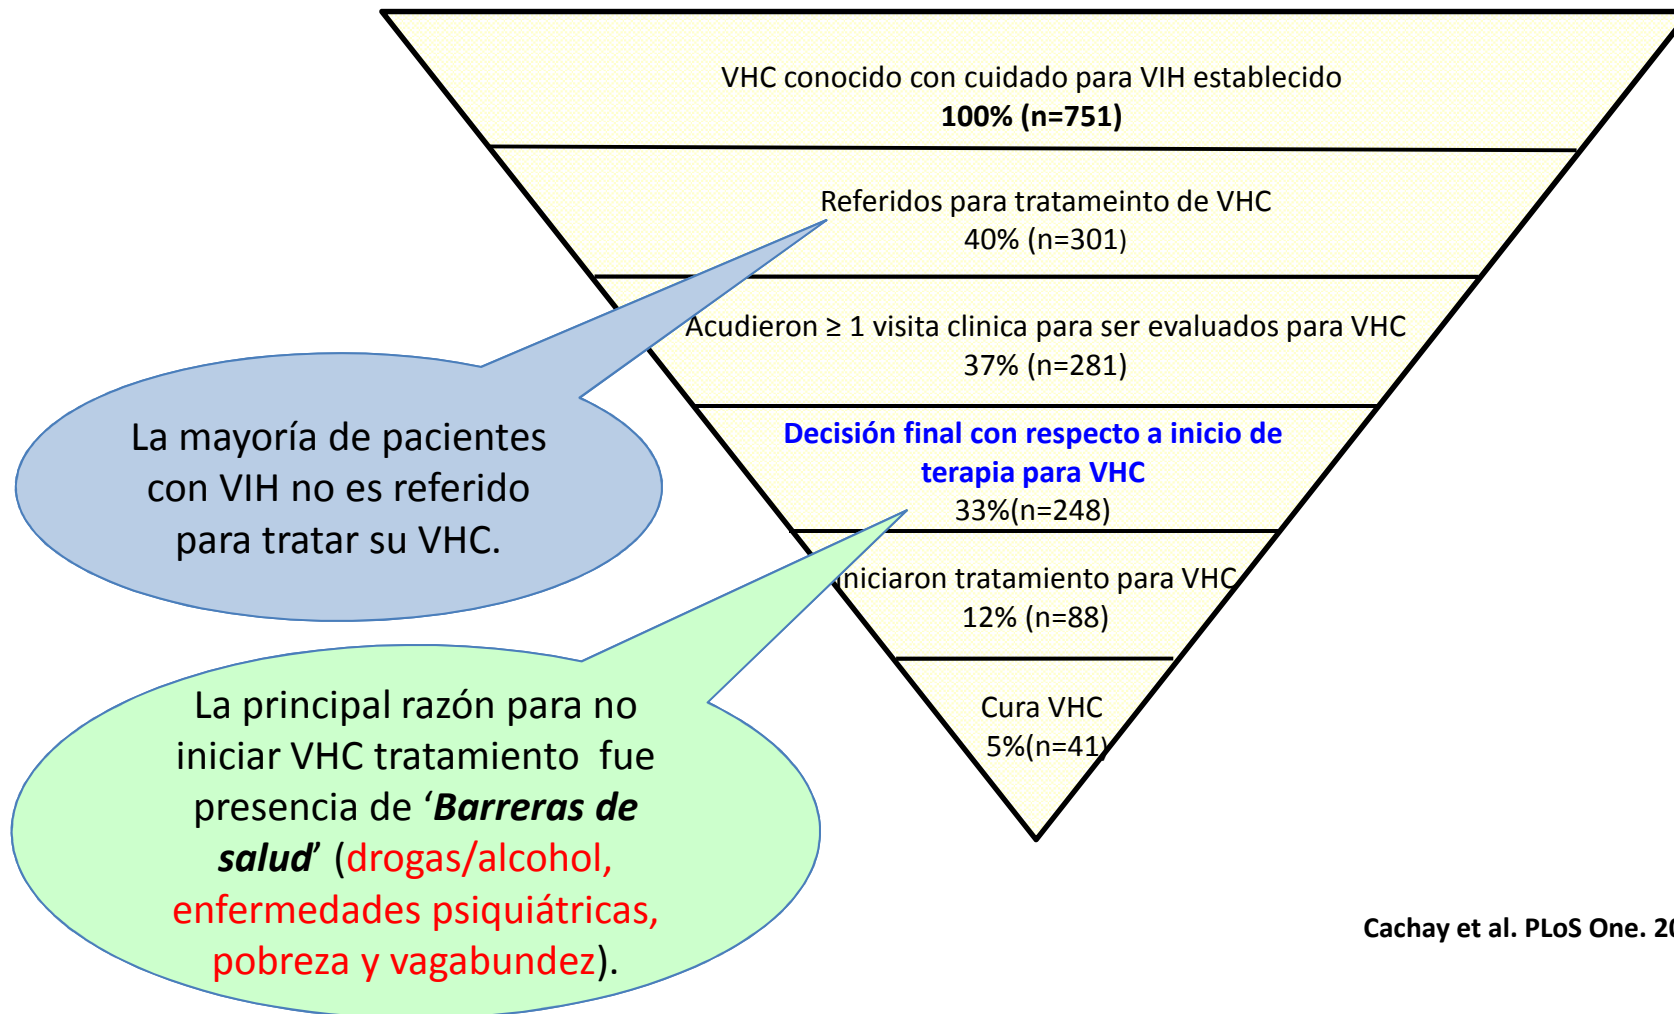 VHC conocido con cuidado para VIH establecido
100% (n=751)
Referidos para tratameinto de VHC
40% (n=301)
Acudieron ≥ 1 visita clinica para ser evaluados para VHC
37% (n=281)
Decisión final con respecto a inicio de
terapia para VHC
33%(n=248)
Iniciaron tratamiento para VHC
12% (n=88)
Cura VHC
5%(n=41)
La mayoría de pacientes
con VIH no es referido
para tratar su VHC.
La principal razón para no
iniciar VHC tratamiento fue
presencia de ‘Barreras de
salud’ (drogas/alcohol,
enfermedades psiquiátricas,
pobreza y vagabundez).
Cachay et al. PLoS One.